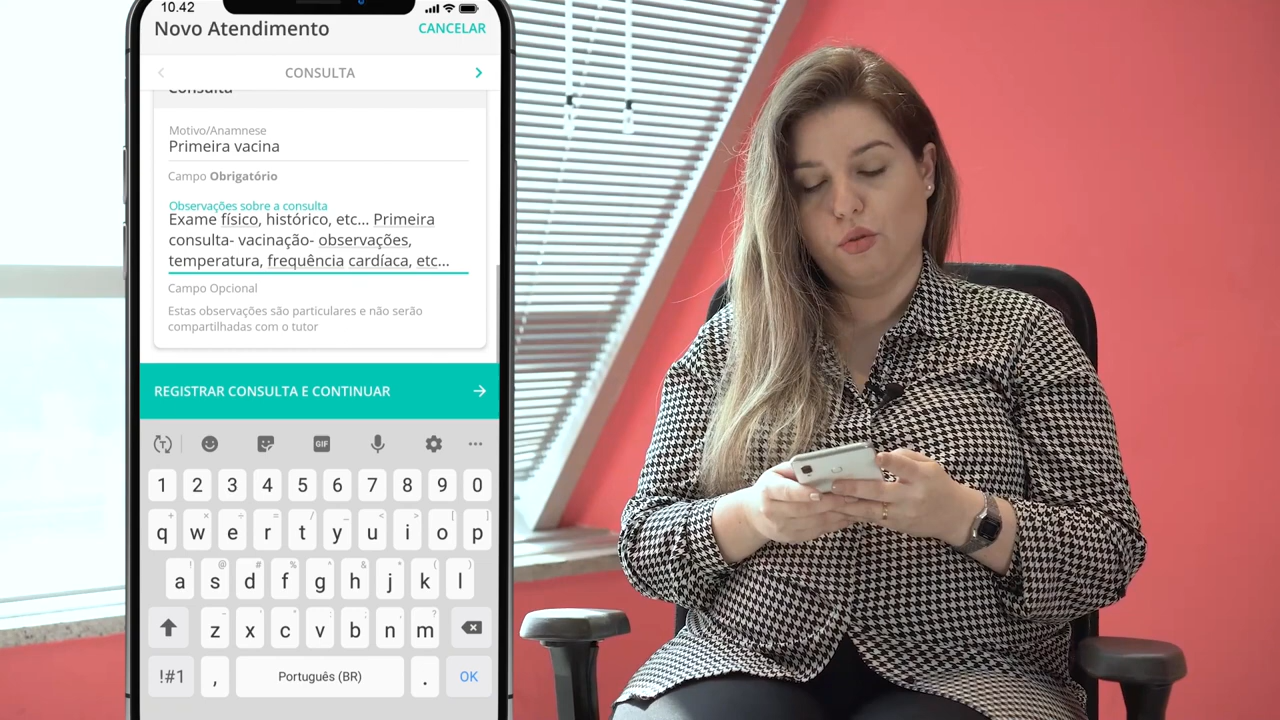 10.42
Novo Atendimento CANCELAR
CONSULTA
Consulta
Motivo/Anamnese
Primeira vacina
Campo Obrigatório
Observações sobre a consulta
Exame físico, histórico, etc... Primeira
consulta- vacinação- observações,
temperatura, frequência cardíaca, etc...
Campo Opcional
Estas observações são particulares e não serão
compartilhadas com o tutor
REGISTRAR CONSULTA E CONTINUAR
GIF
1 2 3 4 5 6 7 8 9 0
q w e r t y u i o p
a s d f g h j k l
z x c v b n m
!#1 , Português (BR) . OK